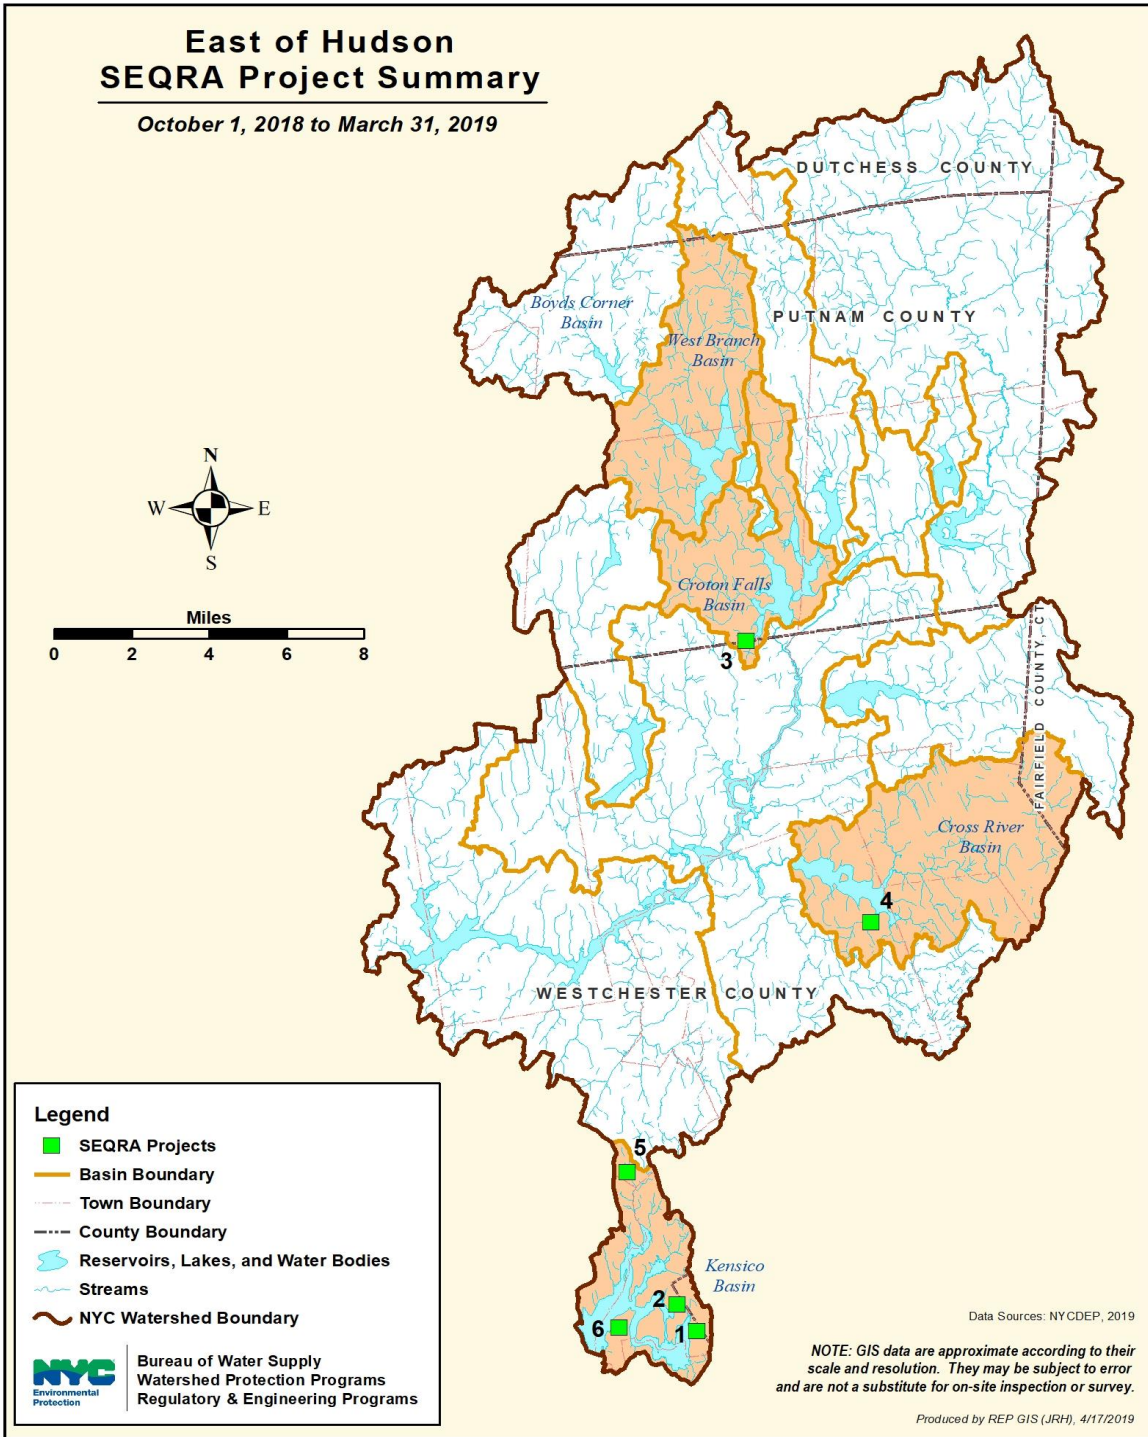 East of Hudson
SEQRA Project Summary
October 1, 2018 to March 31, 2019
DUTCHESS COUNTY
Boyds Corner
Basin
PUTNAM COUNTY
West Branch
Basin
N
W
E
S
Miles
0 2 4 6 8
Croton Falls
Basin
3
FAIRFIELD COUNTY, CT
Cross River
Basin
4
WESTCHESTER COUNTY
5
Kensico
Basin
2
6
1
Legend
SEQRA Projects
Basin Boundary
Town Boundary
County Boundary
Reservoirs, Lakes, and Water Bodies
Streams
NYC Watershed Boundary
NYC
Environmental
Protection
Bureau of Water Supply
Watershed Protection Programs
Regulatory & Engineering Programs
Data Sources: NYCDEP, 2019
NOTE: GIS data are approximate according to their
scale and resolution. They may be subject to error
and are not a substitute for on-site inspection or survey.
Produced by REP GIS (JRH), 4/17/2019